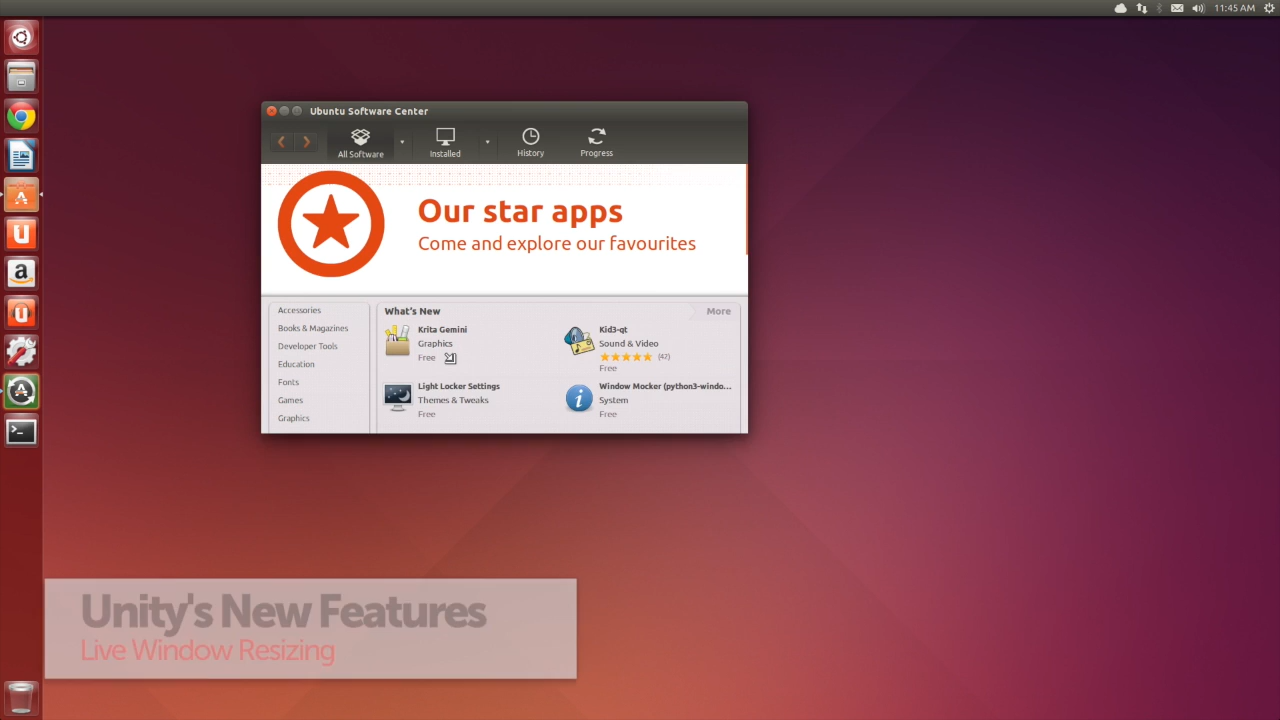 11:45 AM
Ubuntu Software Center
All Software
Installed
History
Progress
Our star apps
Come and explore our favourites
Accessories
Books & Magazines
Developer Tools
Education
Fonts
Games
Graphics
What's New
More
Krita Gemini
Graphics
Free
Kid3-qt
Sound & Video
(42)
Free
Light Locker Settings
Themes & Tweaks
Free
Window Mocker (python3-windo...
System
Free
Unity's New Features
Live Window Resizing